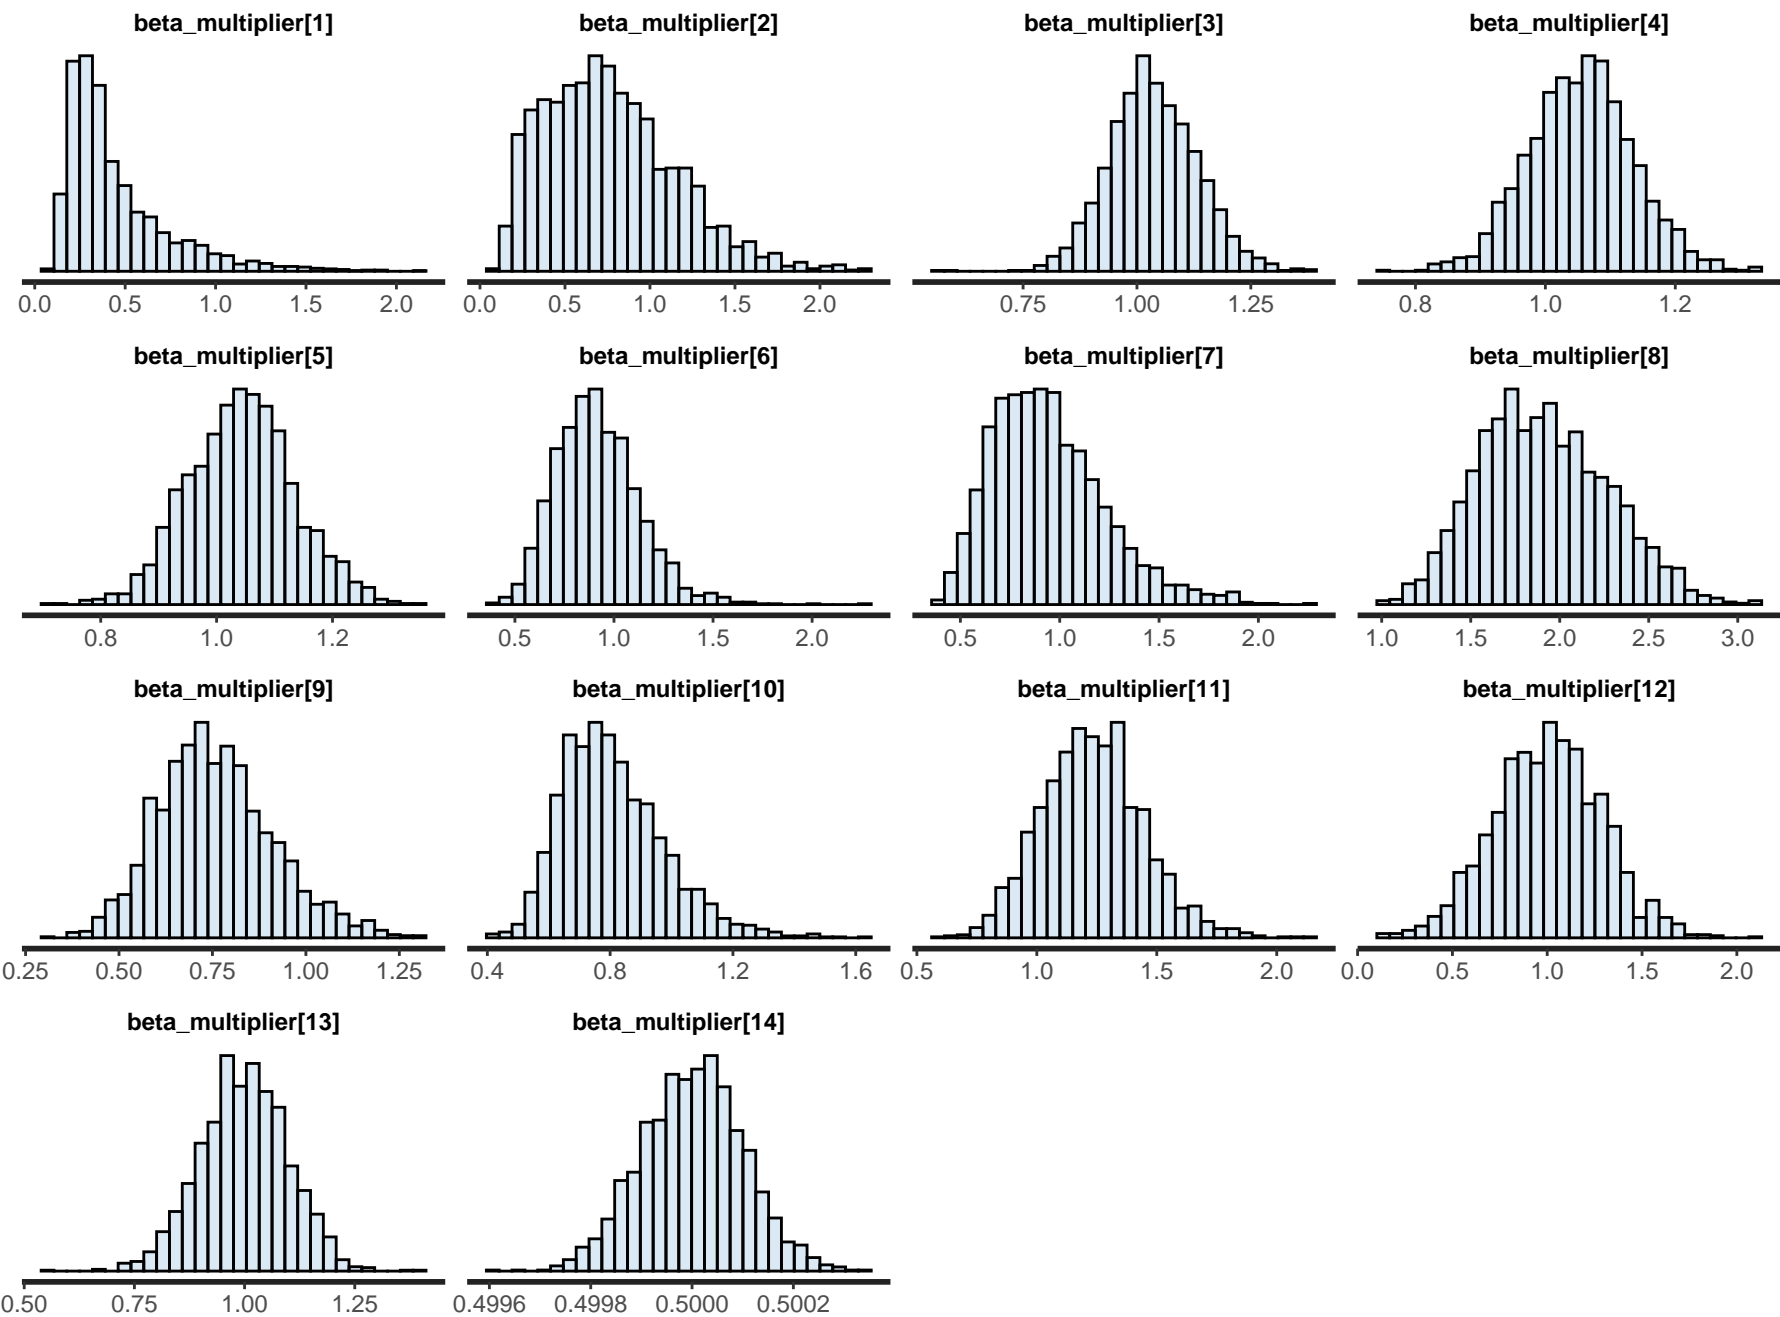 beta_multiplier[1] beta_multiplier[2] beta_multiplier[3] beta_multiplier[4]
0.0 0.5 1.0 1.5 2.0 0.0 0.5 1.0 1.5 2.0 0.75 1.00 1.25 0.8 1.0 1.2
beta_multiplier[5] beta_multiplier[6] beta_multiplier[7] beta_multiplier[8]
0.8 1.0 1.2 0.5 1.0 1.5 2.0 0.5 1.0 1.5 2.0 1.0 1.5 2.0 2.5 3.0
beta_multiplier[9] beta_multiplier[10] beta_multiplier[11] beta_multiplier[12]
0.25 0.50 0.75 1.00 1.25 0.4 0.8 1.2 1.6 0.5 1.0 1.5 2.0 0.0 0.5 1.0 1.5 2.0
beta_multiplier[13] beta_multiplier[14]
0.50 0.75 1.00 1.25 0.4996 0.4998 0.5000 0.5002